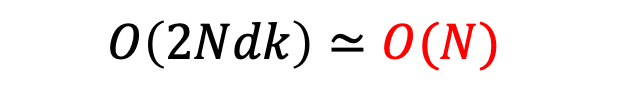 O(2Ndk) ≃ O(N)